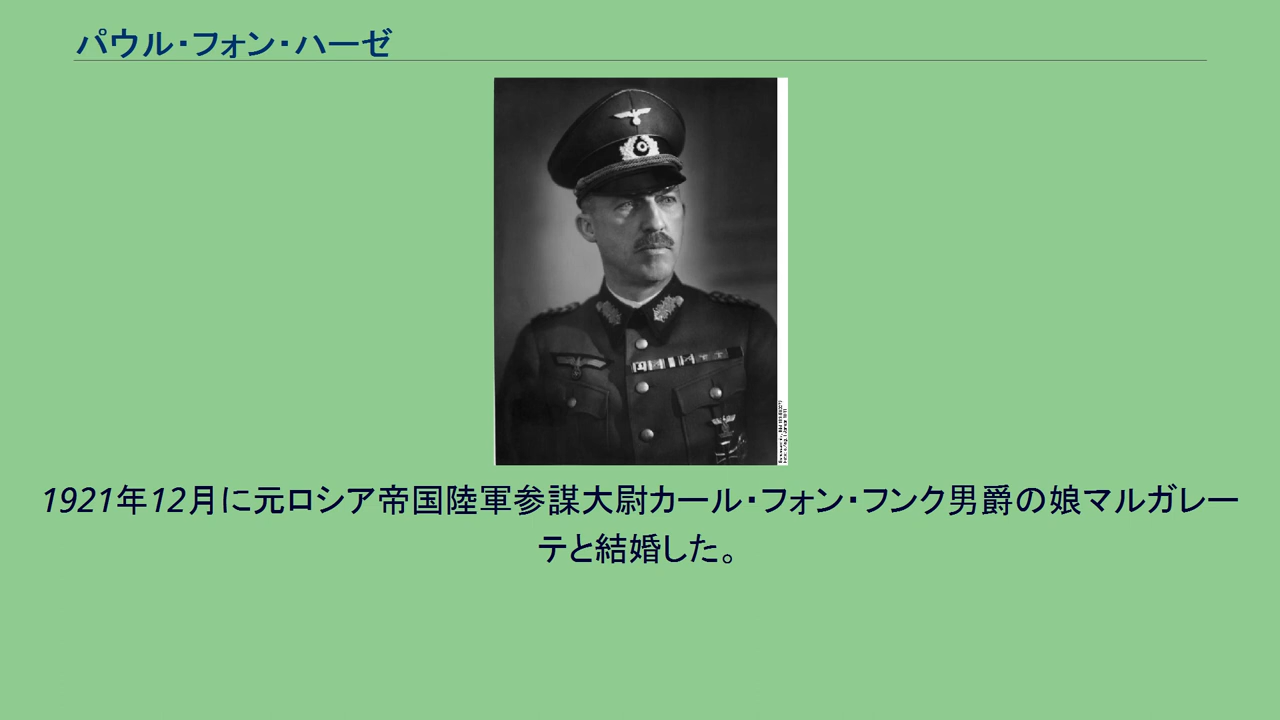 パウル・フォン・ハーゼ
1921年12月に元ロシア帝国陸軍参謀大尉カール・フォン・フンク男爵の娘マルガレー
テと結婚した。